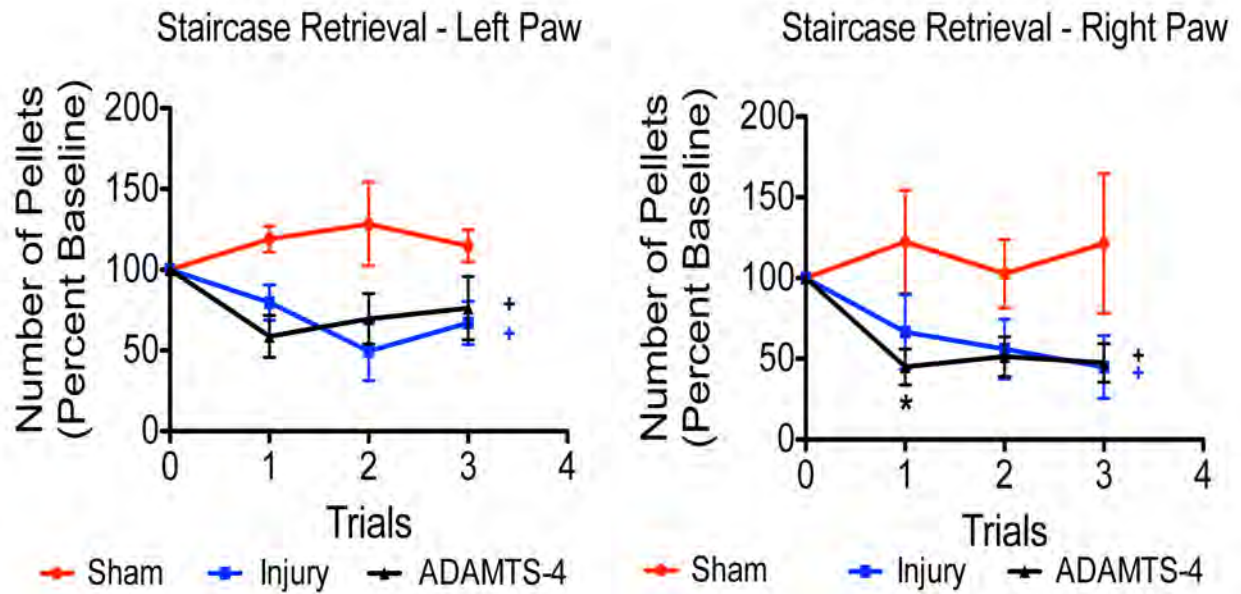 Staircase Retrieval - Left Paw
Number of Pellets
(Percent Baseline)
200
150
100
50
0
0 1 2 3 4
+
+
Trials
Sham Injury ADAMTS-4
Staircase Retrieval - Right Paw
Number of Pellets
(Percent Baseline)
200
150
100
50
0
0 1 2 3 4
+
+
*
Trials
Sham Injury ADAMTS-4